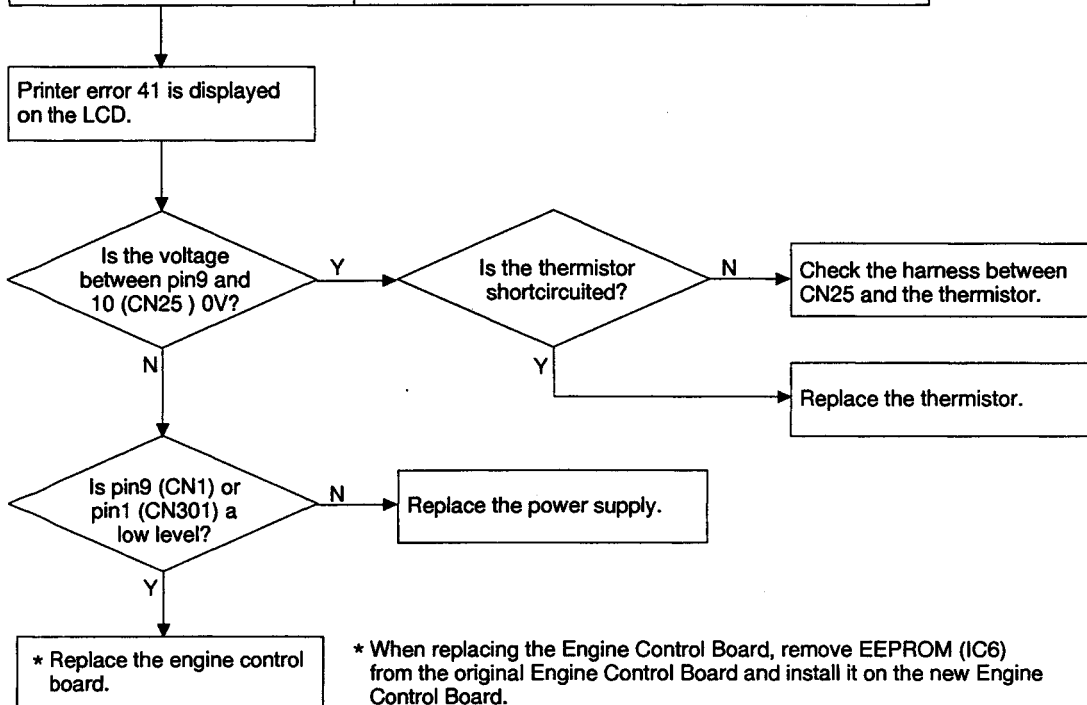 Printer error 41 is displayed
on the LCD.
Is the voltage
between pin9 and
10 (CN25 ) 0V?
Y
Is the thermistor
shortcircuited?
N
Check the harness between
CN25 and the thermistor.
N
Y
Replace the thermistor.
Is pin9 (CN1) or
pin1 (CN301) a
low level?
N
Replace the power supply.
Y
* Replace the engine control
board.
* When replacing the Engine Control Board, remove EEPROM (IC6)
from the original Engine Control Board and install it on the new Engine
Control Board.